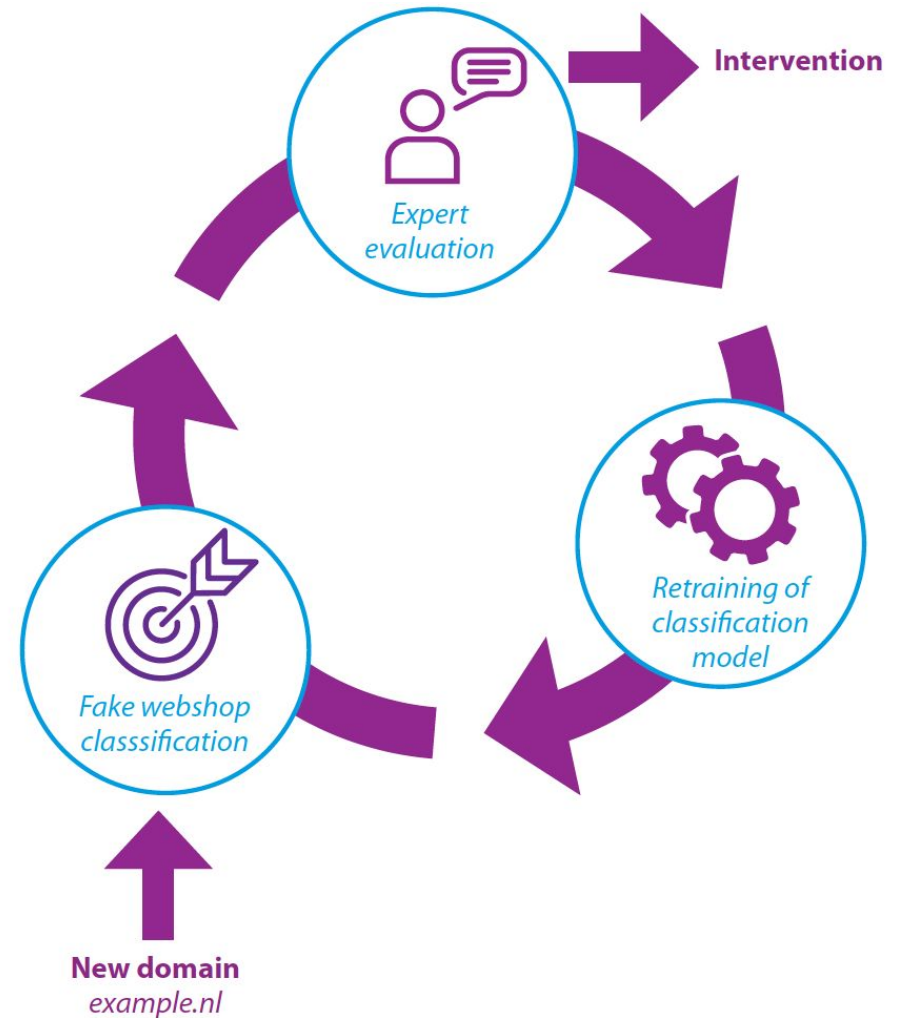 Intervention
Expert
evaluation
Retraining of
classification
model
Fake webshop
classsification
New domain
example.nl